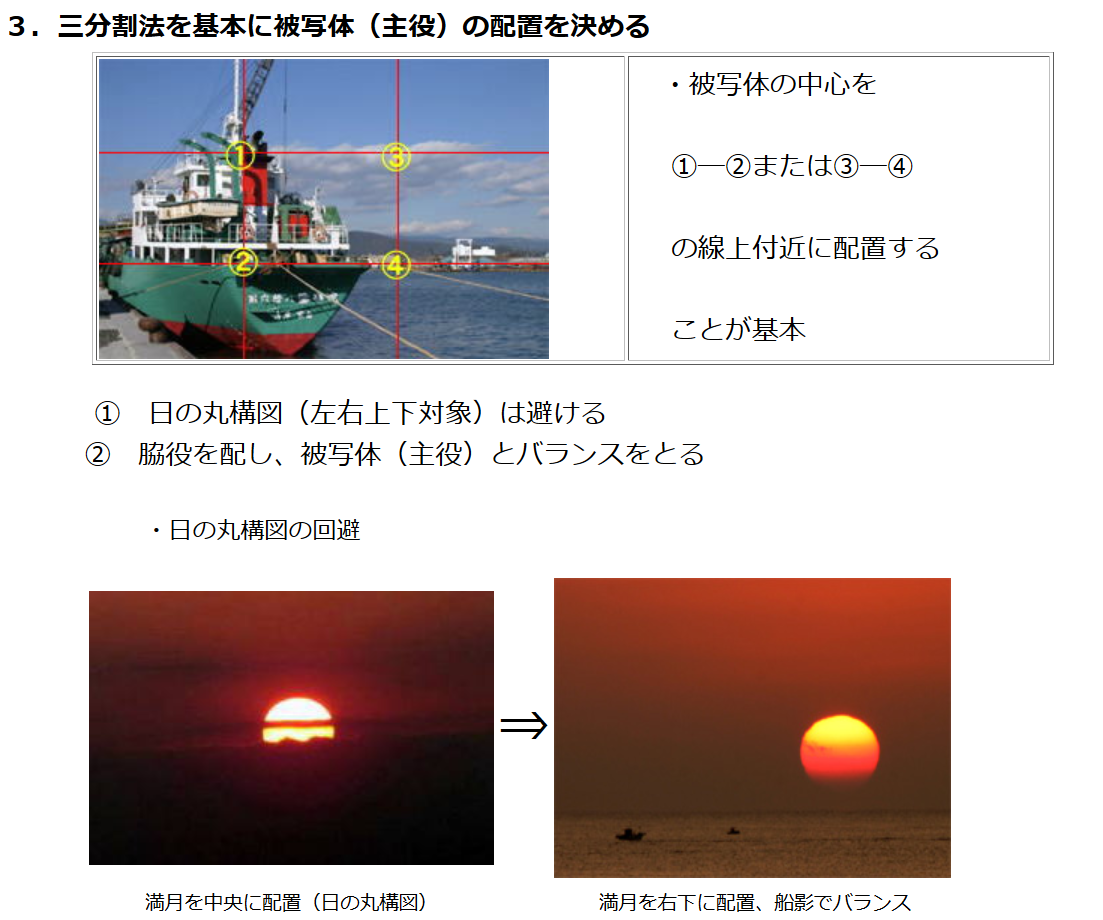 ３．三分割法を基本に被写体（主役）の配置を決める
①
③
②
④
・被写体の中心を
①―②または③―④
の線上付近に配置する
ことが基本
①　日の丸構図（左右上下対象）は避ける
②　脇役を配し、被写体（主役）とバランスをとる
・日の丸構図の回避
⇒
満月を中央に配置（日の丸構図）
満月を右下に配置、船影でバランス